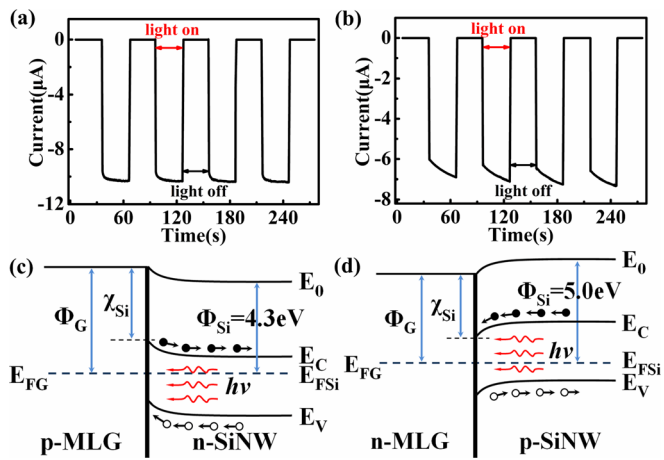 (a)
light on
0
-4
-8
-12
Current(μA)
light off
0 60 120 180 240
Time(s)
(b)
light on
0
-2
-4
-6
-8
Current(μA)
light off
0 60 120 180 240
Time(s)
(c)
E0
χSi
ΦG
ΦSi=4.3eV
EC
EFG
EFSi
hν
EV
p-MLG n-SiNW
(d)
E0
χSi
ΦSi=5.0eV
ΦG
EC
hν
EFG
EFSi
EV
n-MLG p-SiNW